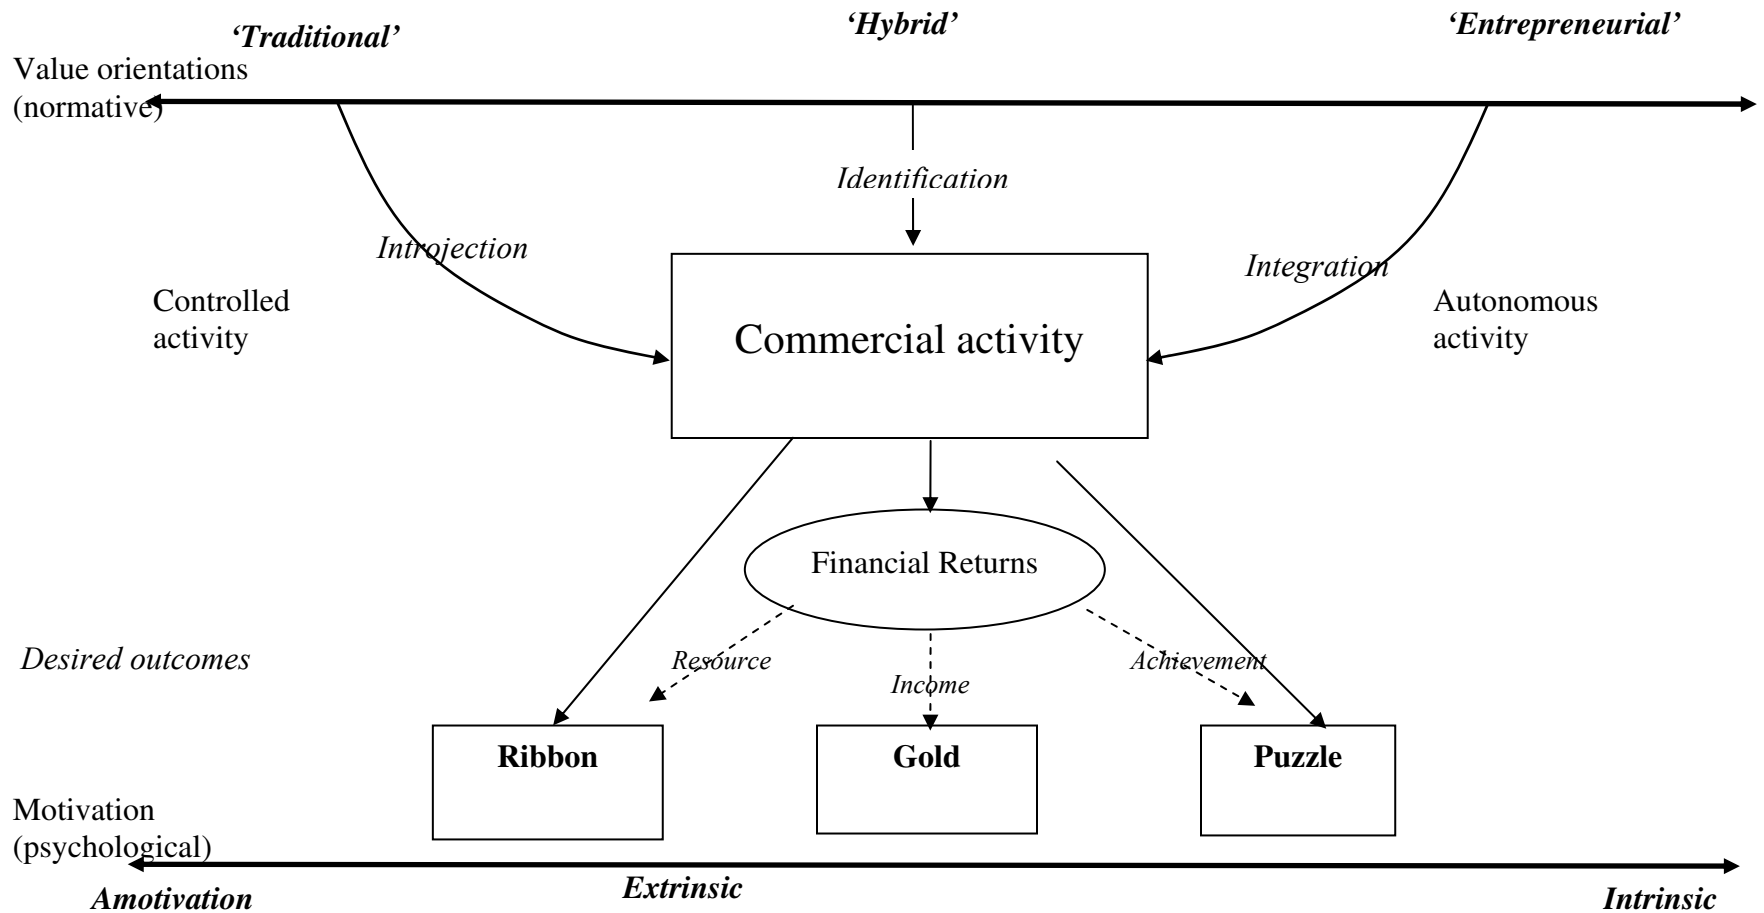 ‘Traditional’
‘Hybrid’
‘Entrepreneurial’
Value orientations
(normative)
Identification
Introjection
Integration
Controlled
activity
Commercial activity
Autonomous
activity
Financial Returns
Desired outcomes
Resource
Income
Achievement
Ribbon
Gold
Puzzle
Motivation
(psychological)
Amotivation
Extrinsic
Intrinsic